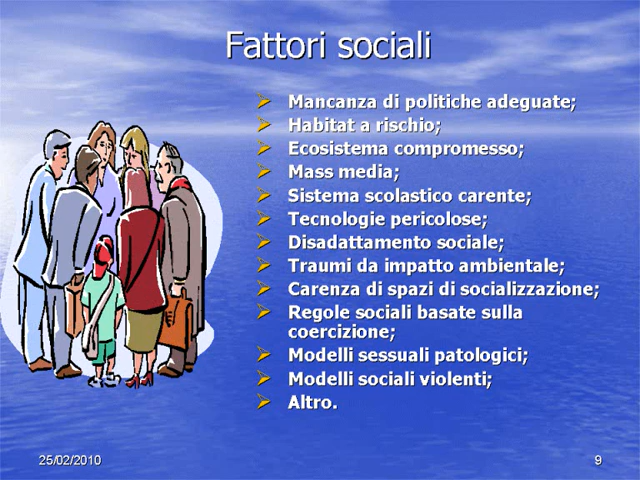 Fattori sociali
Mancanza di politiche adeguate;
Habitat a rischio;
Ecosistema compromesso;
Mass media;
Sistema scolastico carente;
Tecnologie pericolose;
Disadattamento sociale;
Traumi da impatto ambientale;
Carenza di spazi di socializzazione;
Regole sociali basate sulla
coercizione;
Modelli sessuali patologici;
Modelli sociali violenti;
Altro.
25/02/2010
9